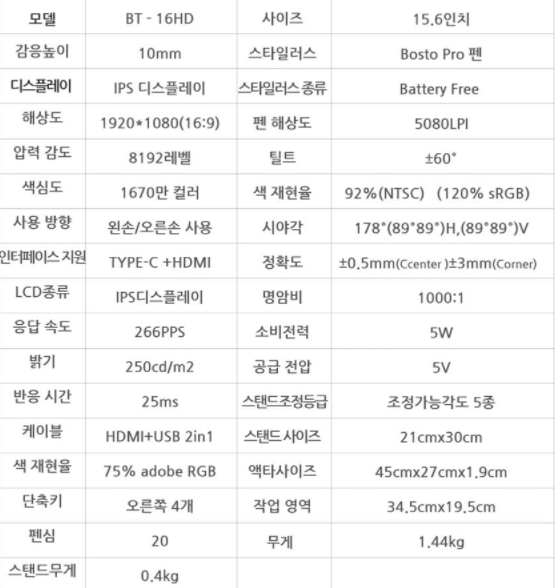 모델 BT - 16HD 사이즈 15.6인치
감응높이 10mm 스타일러스 Bosto Pro 펜
디스플레이 IPS 디스플레이 스타일러스 종류 Battery Free
해상도 1920*1080(16:9) 펜 해상도 5080LPI
압력 감도 8192레벨 틸트 ±60°
색심도 1670만 컬러 색 재현율 92%(NTSC) (120% sRGB)
사용 방향 왼손/오른손 사용 시야각 178°(89°89°)H,(89°89°)V
인터페이스 지원 TYPE-C +HDMI 정확도 ±0.5mm(Ccenter )±3mm(Corner)
LCD종류 IPS디스플레이 명암비 1000:1
응답 속도 266PPS 소비전력 5W
밝기 250cd/m2 공급 전압 5V
반응 시간 25ms 스탠드조정등급 조정가능각도 5종
케이블 HDMI+USB 2in1 스탠드 사이즈 21cmx30cm
색 재현율 75% adobe RGB 액타사이즈 45cmx27cmx1.9cm
단축키 오른쪽 4개 작업 영역 34.5cmx19.5cm
펜심 20 무게 1.44kg
스탠드무게 0.4kg